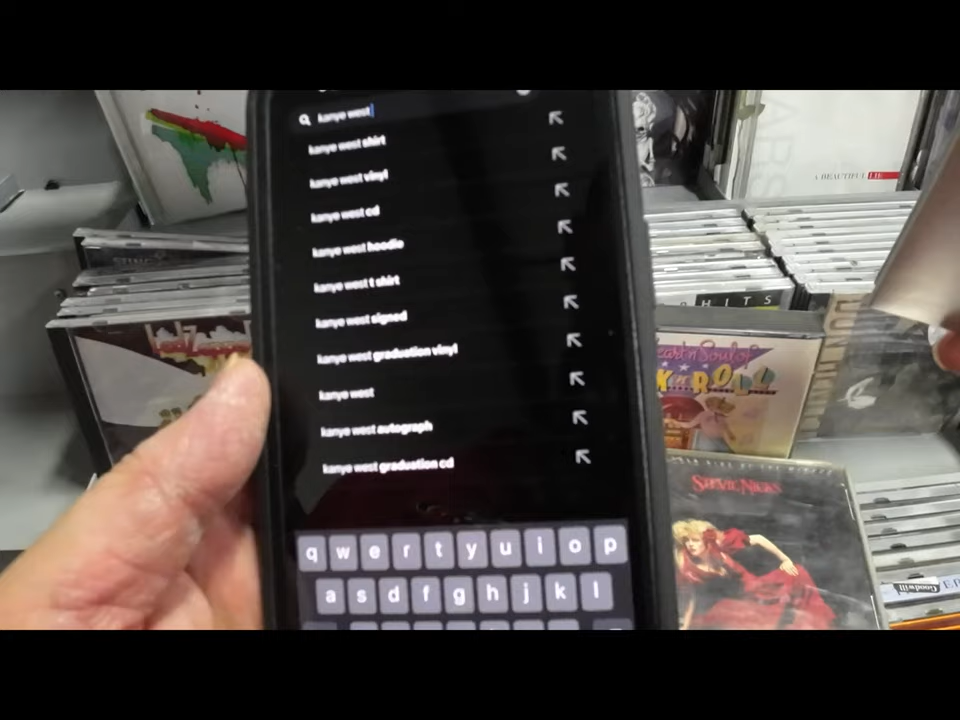 kanye west
kanye west shirt
kanye west vinyl
kanye west cd
kanye west hoodie
kanye west t shirt
kanye west signed
kanye west graduation vinyl
kanye west
kanye west autograph
kanye west graduation cd
q w e r t y u i o p
a s d f g h j k l
A BEAUTIFUL LIE
HITS
Heart n' Soul of
ROCK n' ROLL
STEVIE NICKS
Goodwill